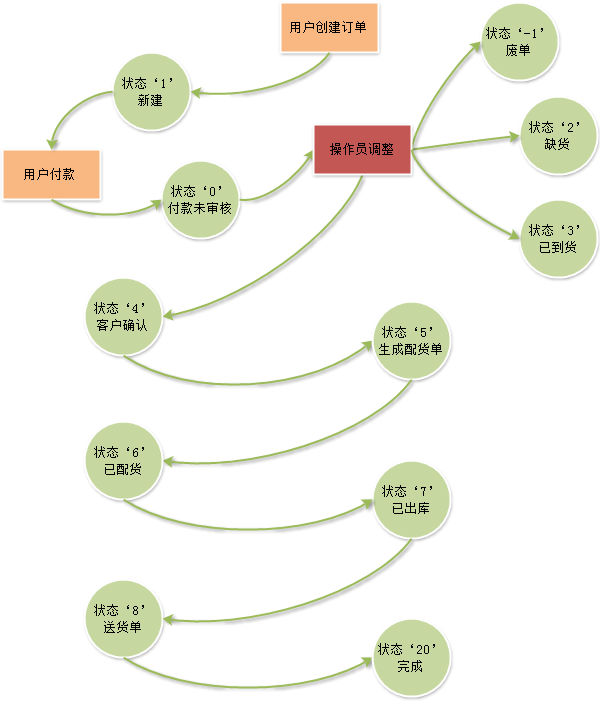 用户创建订单
状态‘1’
新建
用户付款
状态‘0’
付款未审核
操作员调整
状态‘-1’
废单
状态‘2’
缺货
状态‘3’
已到货
状态‘4’
客户确认
状态‘5’
生成配货单
状态‘6’
已配货
状态‘7’
已出库
状态‘8’
送货单
状态‘20’
完成